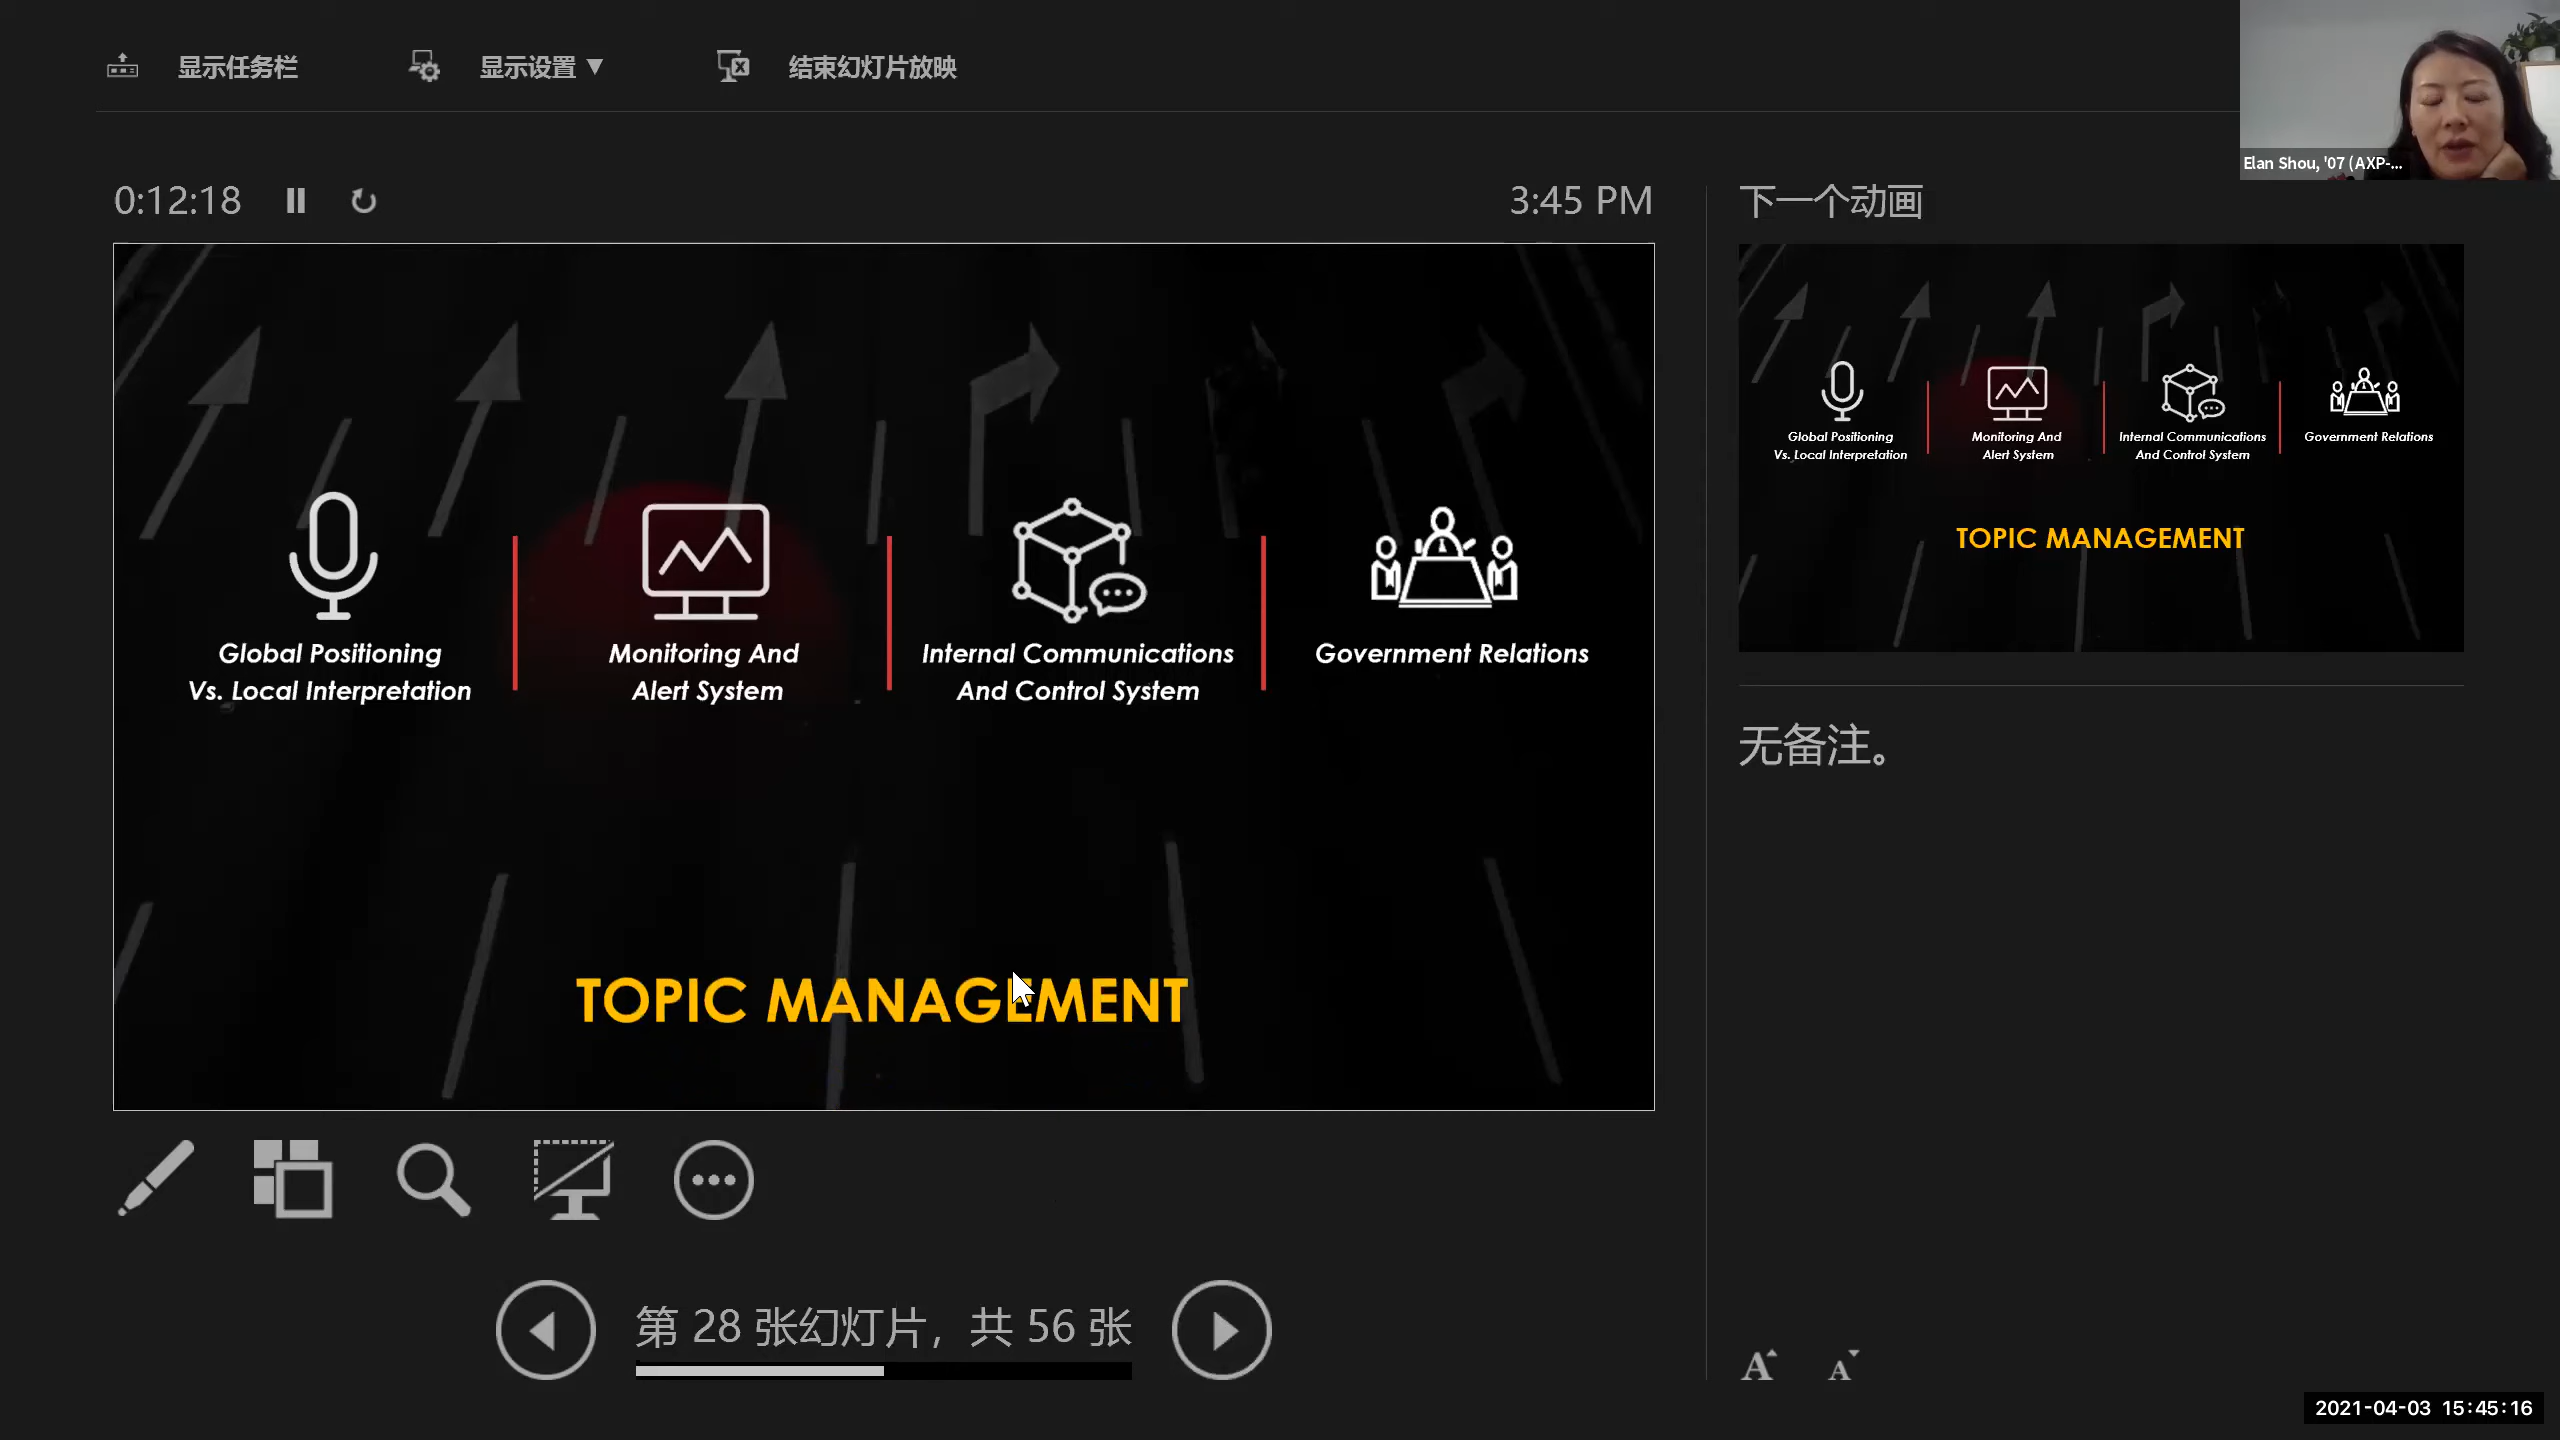 显示任务栏
显示设置 ▼
结束幻灯片放映
Elan Shou, '07 (AXP-...
0:12:18
3:45 PM
下一个动画
Global Positioning
Vs. Local Interpretation
Monitoring And
Alert System
Internal Communications
And Control System
Government Relations
TOPIC MANAGEMENT
Global Positioning
Vs. Local Interpretation
Monitoring And
Alert System
Internal Communications
And Control System
Government Relations
TOPIC MANAGEMENT
无备注。
第 28 张幻灯片，共 56 张
A A
2021-04-03 15:45:16